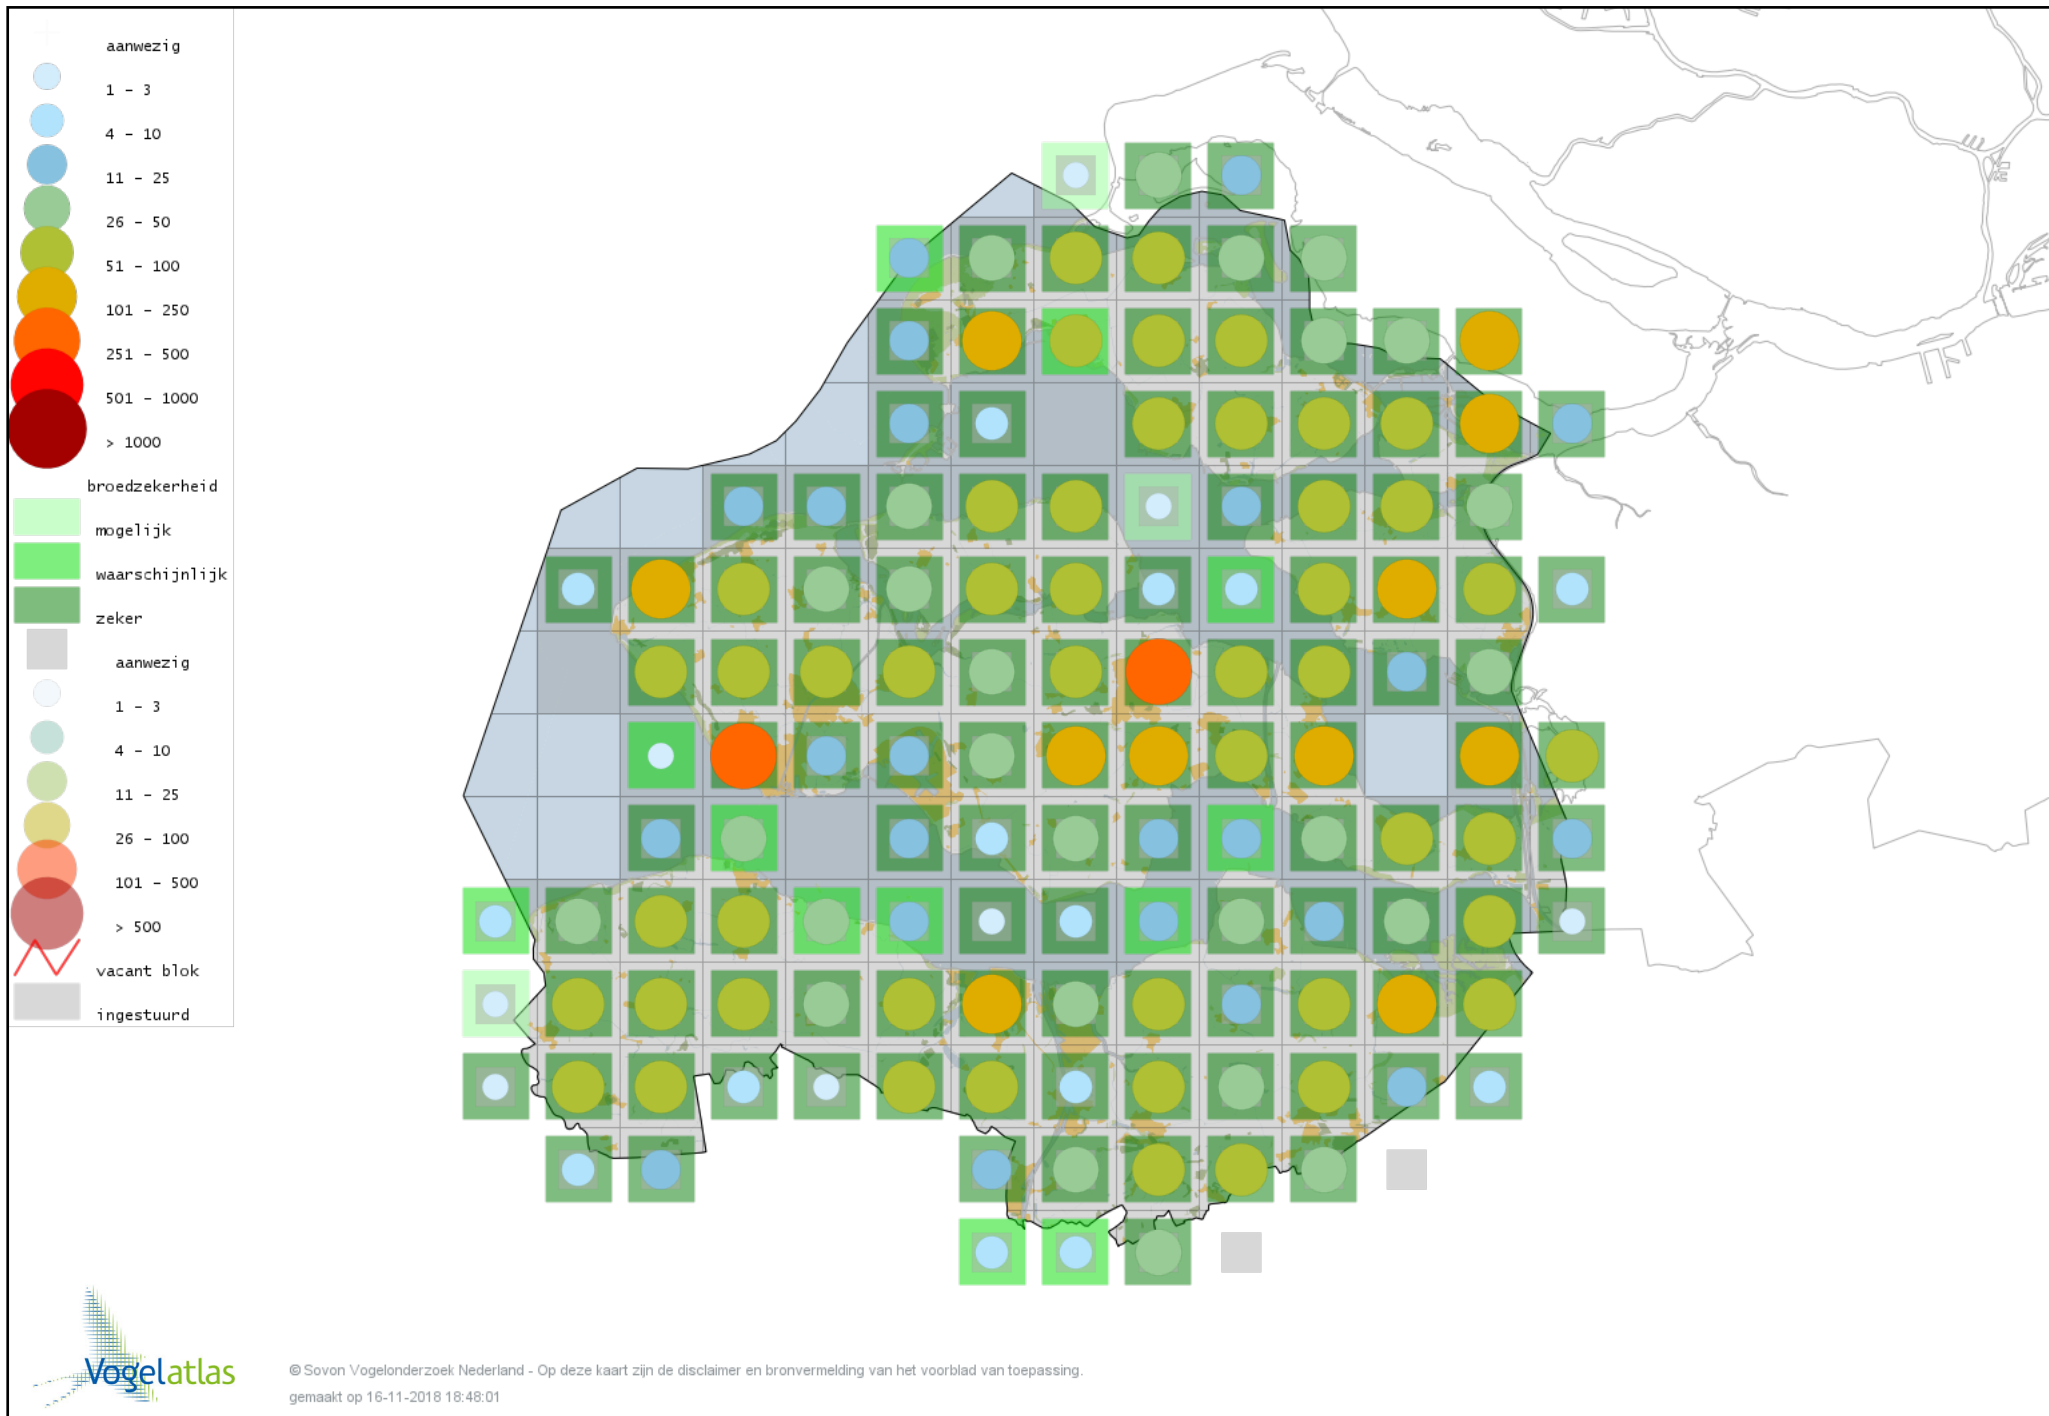 aanwezig
1 - 3
4 - 10
11 - 25
26 - 50
51 - 100
101 - 250
251 - 500
501 - 1000
> 1000
broedzekerheid
mogelijk
waarschijnlijk
zeker
aanwezig
1 - 3
4 - 10
11 - 25
26 - 100
101 - 500
> 500
vacant blok
ingestuurd
Vogelatlas
© Sovon Vogelonderzoek Nederland - Op deze kaart zijn de disclaimer en bronvermelding van het voorblad van toepassing.
gemaakt op 16-11-2018 18:48:01